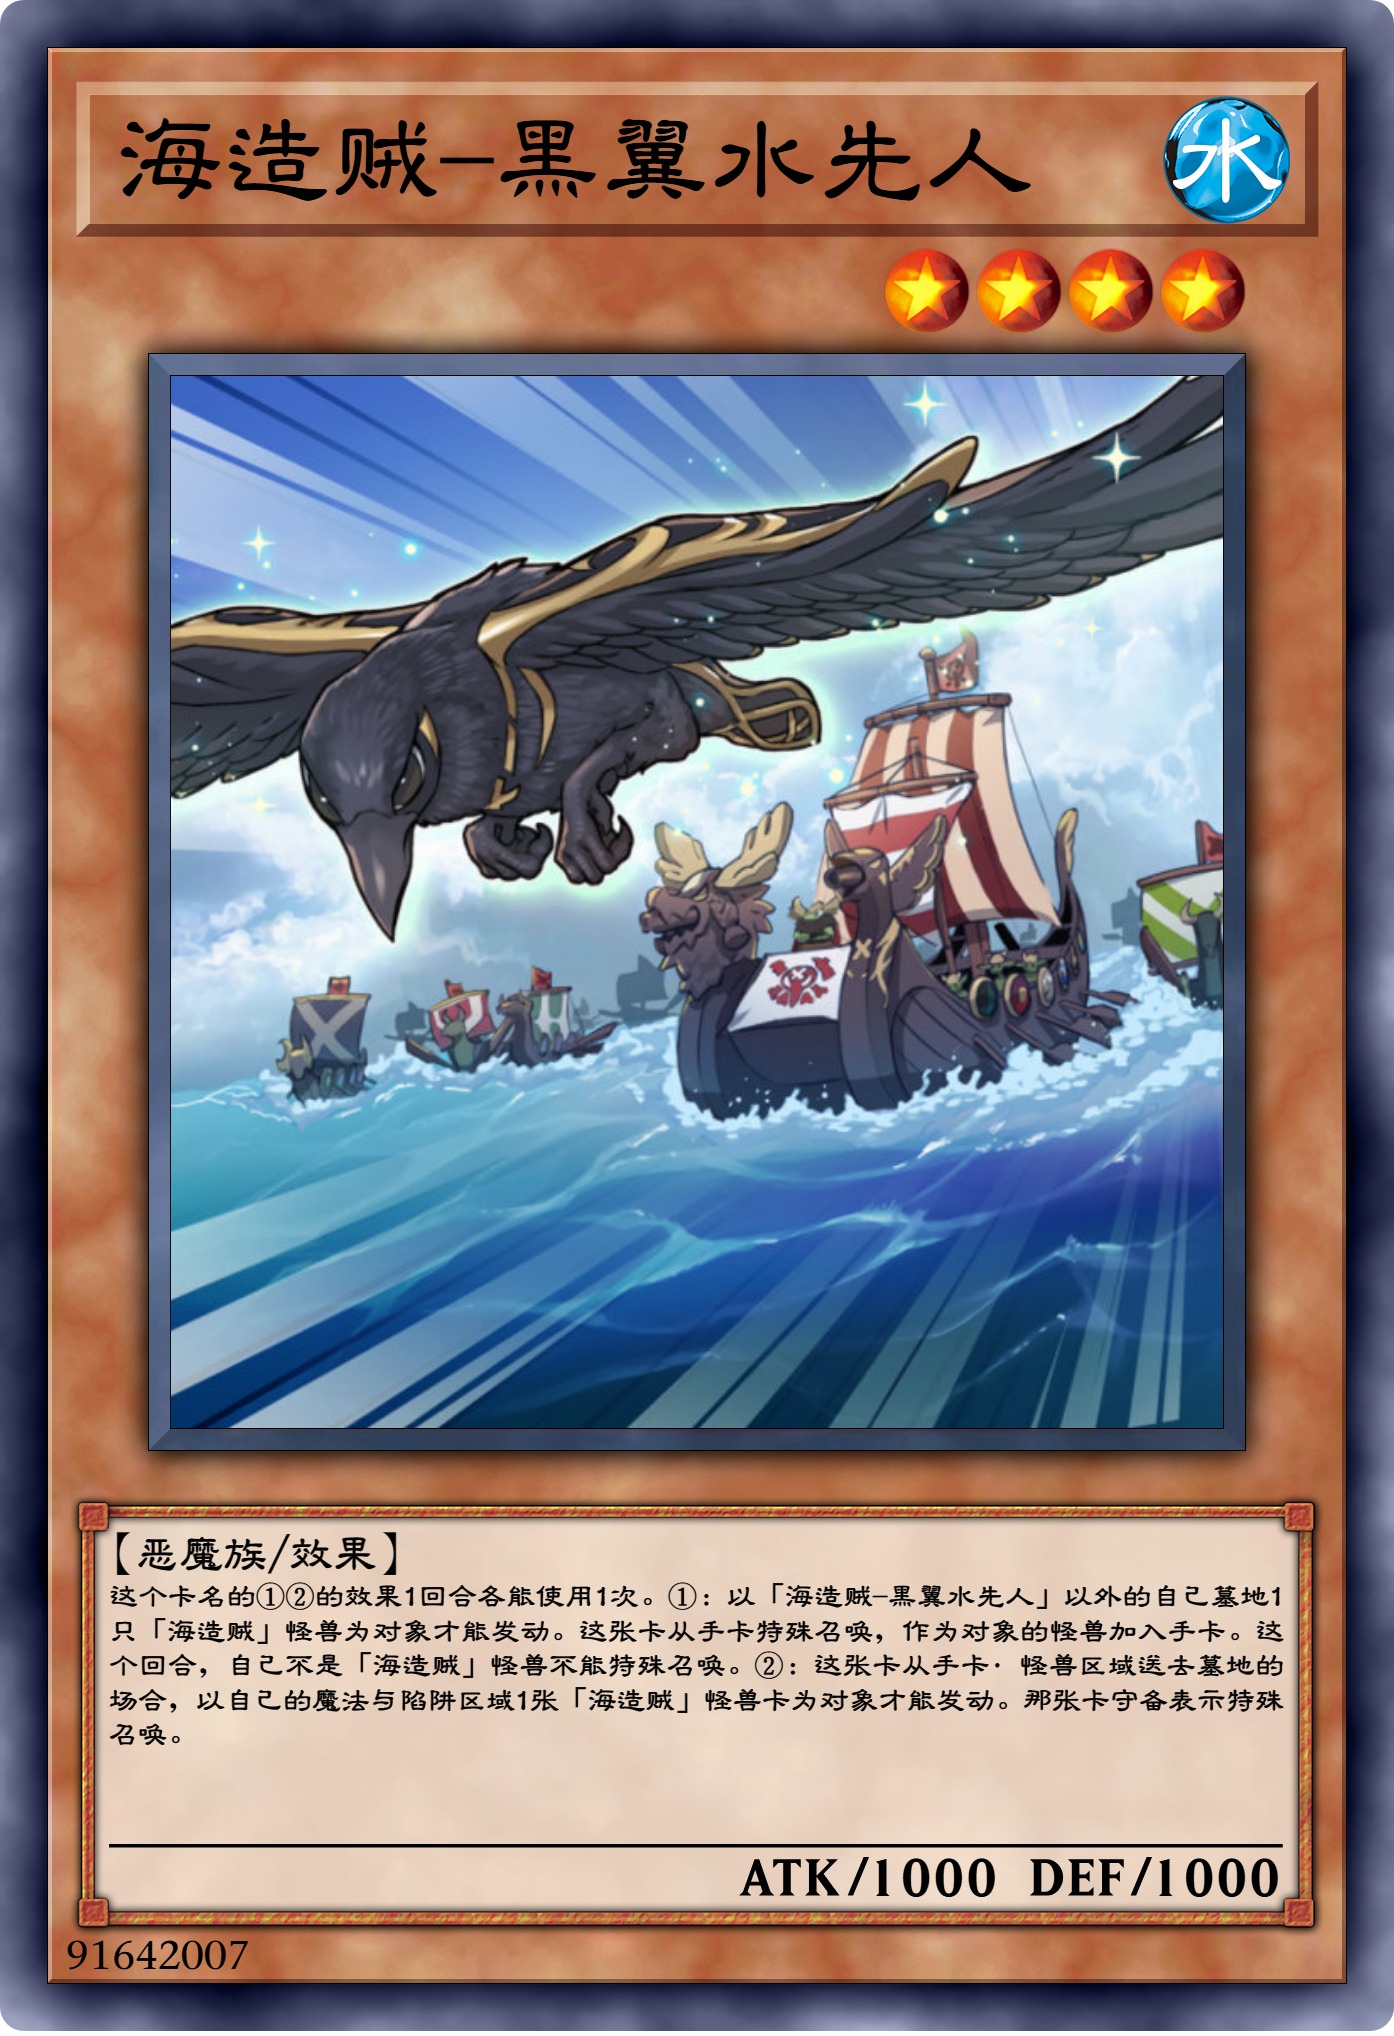 海造贼-黑翼水先人
水
【恶魔族/效果】
这个卡名的①②的效果1回合各能使用1次。①：以「海造贼-黑翼水先人」以外的自己墓地1
只「海造贼」怪兽为对象才能发动。这张卡从手卡特殊召唤，作为对象的怪兽加入手卡。这
个回合，自己不是「海造贼」怪兽不能特殊召唤。②：这张卡从手卡·怪兽区域送去墓地的
场合，以自己的魔法与陷阱区域1张「海造贼」怪兽卡为对象才能发动。那张卡守备表示特殊
召唤。
ATK/1000 DEF/1000
91642007